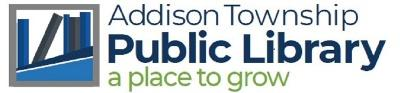 Addison Township
Public Library
a place to grow